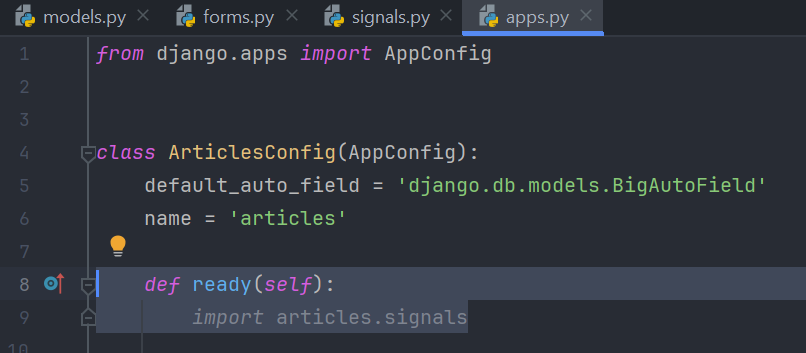 models.py forms.py signals.py apps.py
1 from django.apps import AppConfig
2
3
4 class ArticlesConfig(AppConfig):
5     default_auto_field = 'django.db.models.BigAutoField'
6     name = 'articles'
7
8     def ready(self):
9         import articles.signals
10